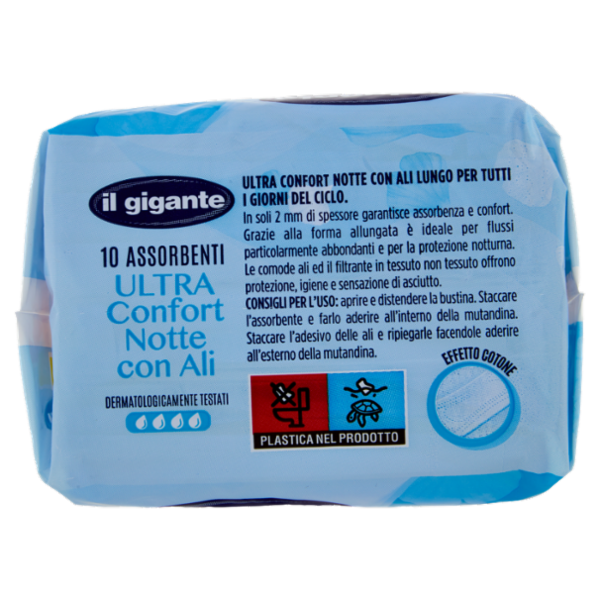 il gigante
10 ASSORBENTI
ULTRA
Confort
Notte
con Ali
DERMATOLOGICAMENTE TESTATI
ULTRA CONFORT NOTTE CON ALI LUNGO PER TUTTI
I GIORNI DEL CICLO.
In soli 2 mm di spessore garantisce assorbenza e confort.
Grazie alla forma allungata è ideale per flussi
particolarmente abbondanti e per la protezione notturna.
Le comode ali ed il filtrante in tessuto non tessuto offrono
protezione, igiene e sensazione di asciutto.
CONSIGLI PER L'USO: aprire e distendere la bustina. Staccare
l'assorbente e farlo aderire all'interno della mutandina.
Staccare l'adesivo delle ali e ripiegarle facendole aderire
all'esterno della mutandina.
PLASTICA NEL PRODOTTO
EFFETTO COTONE